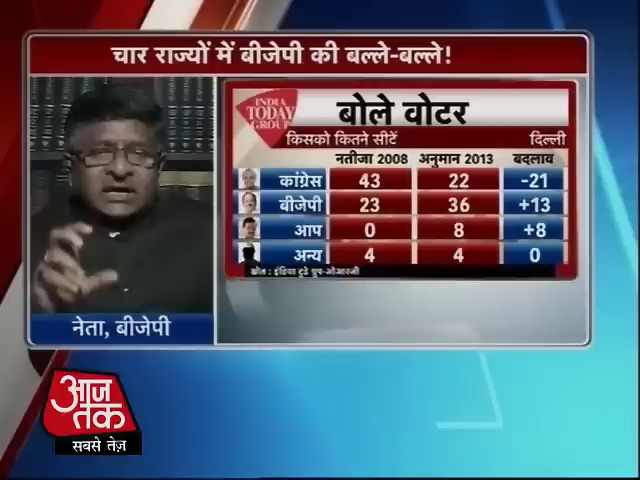 चार राज्यों में बीजेपी की बल्ले-बल्ले!
INDIA
TODAY
GROUP
बोले वोटर
किसको कितने सीटें दिल्ली
नतीजा 2008 अनुमान 2013 बदलाव
कांग्रेस 43 22 -21
बीजेपी 23 36 +13
आप 0 8 +8
अन्य 4 4 0
स्रोत : इंडिया टुडे ग्रुप-ओआरजी
नेता, बीजेपी
आज
तक
सबसे तेज़